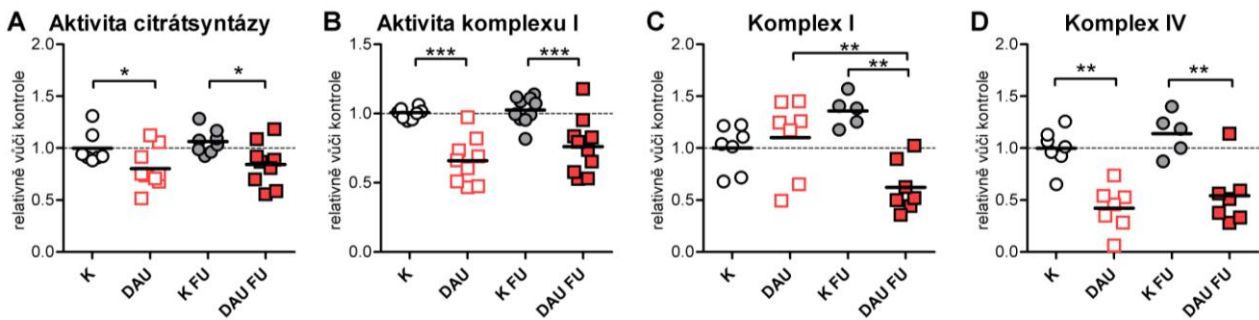 A Aktivita citrátsyntázy
relativně vůči kontrole
2.0
1.5
1.0
0.5
0.0
* *
K DAU K FU DAU FU
B Aktivita komplexu I
relativně vůči kontrole
1.5
1.0
0.5
0.0
*** ***
K DAU K FU DAU FU
C Komplex I
relativně vůči kontrole
2.0
1.5
1.0
0.5
0.0
**
**
K DAU K FU DAU FU
D Komplex IV
relativně vůči kontrole
2.0
1.5
1.0
0.5
0.0
** **
K DAU K FU DAU FU